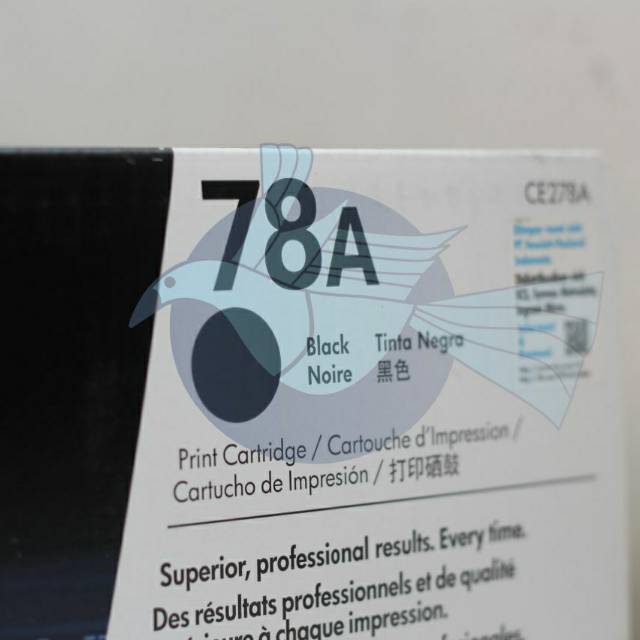 78A
CE278A
Black Tinta Negra
Noire 黑色
Print Cartridge / Cartouche d'Impression /
Cartucho de Impresión / 打印硒鼓
Superior, professional results. Every time.
Des résultats professionnels et de qualité
à chaque impression.